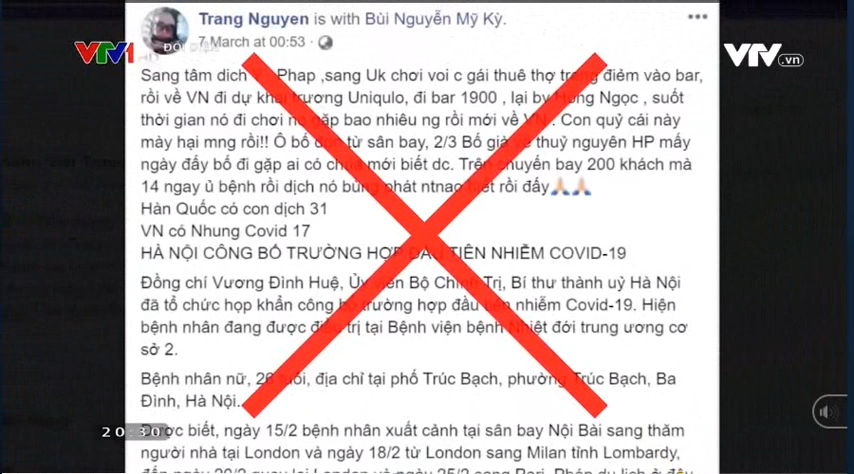 VTV1 ĐỐI DIỆN
VTV.vn
Trang Nguyen is with Bùi Nguyễn Mỹ Kỳ.
7 March at 00:53
Sang tâm dich Phap ,sang Uk chơi voi c gái thuê thợ trang điẻm vào bar,
rồi về VN đi dự khai trương Uniqulo, đi bar 1900 , lại by Hồng Ngọc , suốt
thời gian nó đi chơi nó gặp bao nhiêu ng rồi mới về VN . Con quỷ cái này
mày hại mng rồi!! Ô bố đón từ sân bay, 2/3 Bố già về thuỷ nguyên HP mấy
ngày đấy bố đi gặp ai có chúa mới biết dc. Trên chuyến bay 200 khách mà
14 ngay ủ bệnh rồi dịch nó bùng phát ntnao biết rồi đấy🙏🙏
Hàn Quốc có con dịch 31
VN có Nhung Covid 17
HÀ NỘI CÔNG BỐ TRƯỜNG HỢP ĐẦU TIÊN NHIỄM COVID-19
Đồng chí Vương Đình Huệ, Ủy viên Bộ Chính Trị, Bí thư thành uỷ Hà Nội
đã tổ chức họp khẩn công bố trường hợp đầu tiên nhiễm Covid-19. Hiện
bệnh nhân đang được điều trị tại Bệnh viện bệnh Nhiệt đới trung ương cơ
sở 2.
Bệnh nhân nữ, 26 tuổi, địa chỉ tại phố Trúc Bạch, phường Trúc Bạch, Ba
Đình, Hà Nội..
Được biết, ngày 15/2 bệnh nhân xuất cảnh tại sân bay Nội Bài sang thăm
người nhà tại London và ngày 18/2 từ London sang Milan tỉnh Lombardy,
20:30